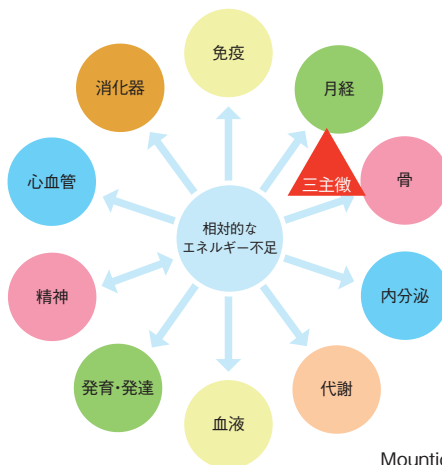 免疫
消化器
月経
心血管
三主徴
骨
相対的な
エネルギー不足
精神
内分泌
発育・発達
代謝
血液
Mountjo